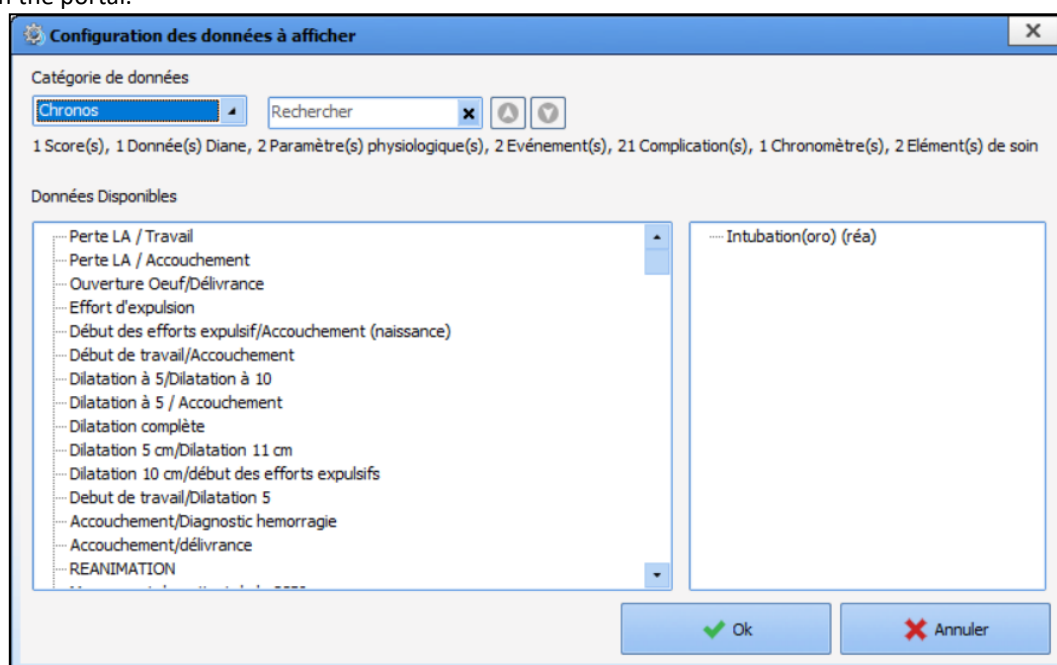 the portal.
Configuration des données à afficher
Catégorie de données
Chronos
Rechercher
1 Score(s), 1 Donnée(s) Diane, 2 Paramètre(s) physiologique(s), 2 Evénement(s), 21 Complication(s), 1 Chronomètre(s), 2 Elément(s) de soin
Données Disponibles
Perte LA / Travail
Intubation(oro) (réa)
Perte LA / Accouchement
Ouverture Oeuf/Délivrance
Effort d'expulsion
Début des efforts expulsif/Accouchement (naissance)
Début de travail/Accouchement
Dilatation à 5/Dilatation à 10
Dilatation à 5 / Accouchement
Dilatation complète
Dilatation 5 cm/Dilatation 11 cm
Dilatation 10 cm/début des efforts expulsifs
Debut de travail/Dilatation 5
Accouchement/Diagnostic hemorragie
Accouchement/délivrance
REANIMATION
Ok
Annuler